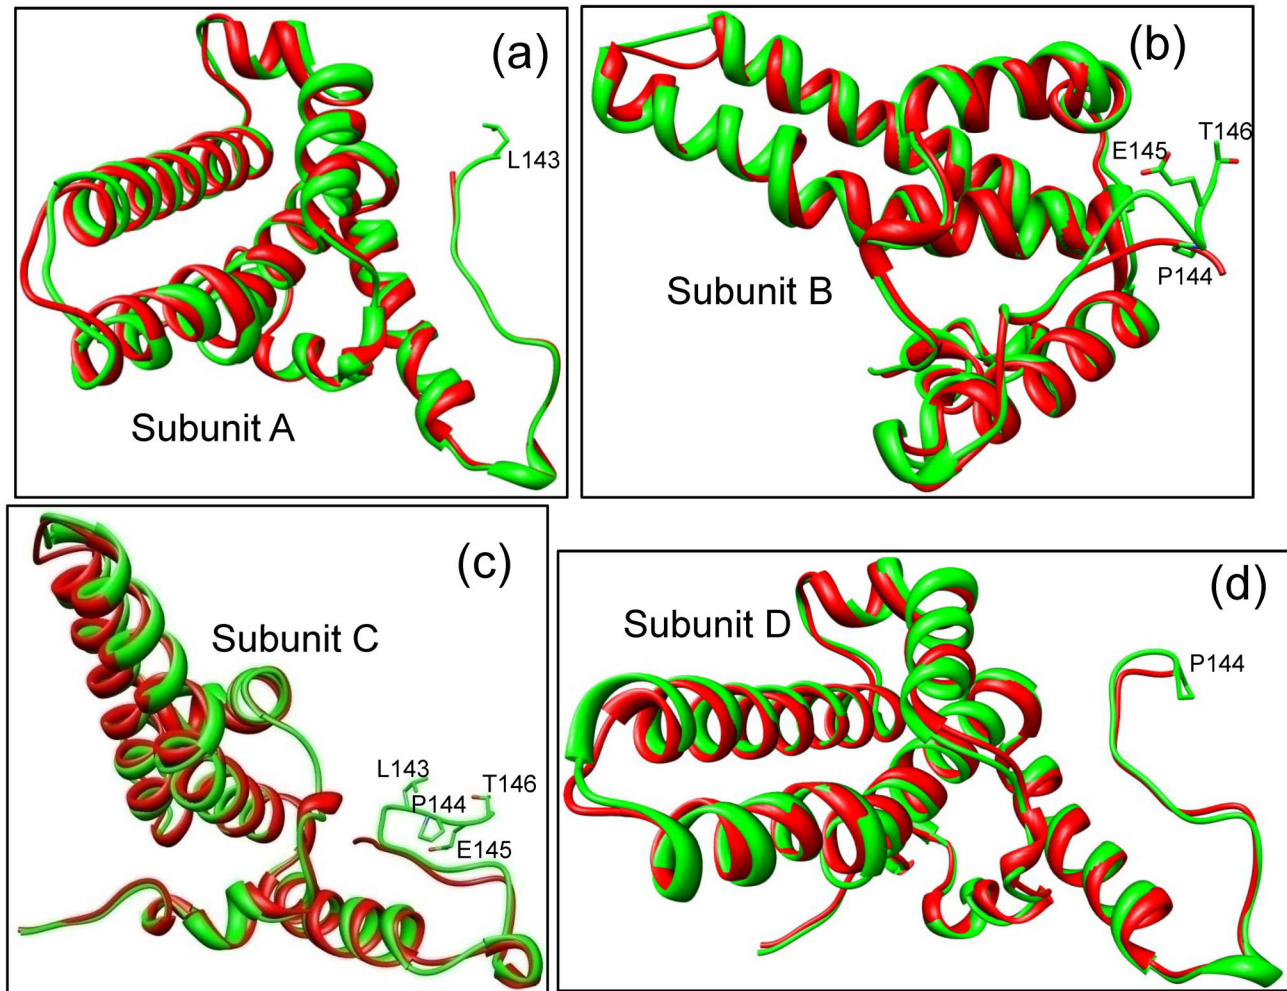 (a)
L143
Subunit A
(b)
E145
T146
P144
Subunit B
(c)
Subunit C
L143
P144
T146
E145
(d)
Subunit D
P144